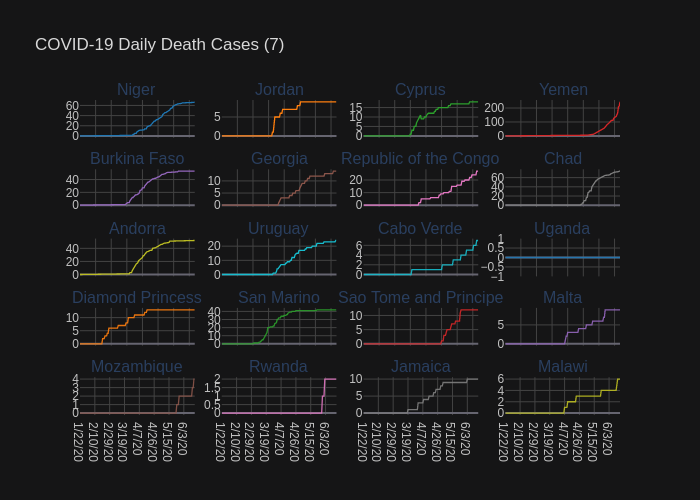 COVID-19 Daily Death Cases (7)
Niger Jordan Cyprus Yemen
60 40 20 0
5 0
15 10 5 0
200 100 0
Burkina Faso Georgia Republic of the Congo Chad
40 20 0
10 5 0
20 10 0
60 40 20 0
Andorra Uruguay Cabo Verde Uganda
40 20 0
20 10 0
6 4 2 0
1 0.5 0 −0.5 −1
Diamond Princess San Marino Sao Tome and Principe Malta
10 5 0
40 30 20 10 0
10 5 0
5 0
Mozambique Rwanda Jamaica Malawi
4 3 2 1 0
2 1.5 1 0.5 0
10 5 0
6 4 2 0
1/22/20 2/10/20 2/29/20 3/19/20 4/7/20 4/26/20 5/15/20 6/3/20
1/22/20 2/10/20 2/29/20 3/19/20 4/7/20 4/26/20 5/15/20 6/3/20
1/22/20 2/10/20 2/29/20 3/19/20 4/7/20 4/26/20 5/15/20 6/3/20
1/22/20 2/10/20 2/29/20 3/19/20 4/7/20 4/26/20 5/15/20 6/3/20